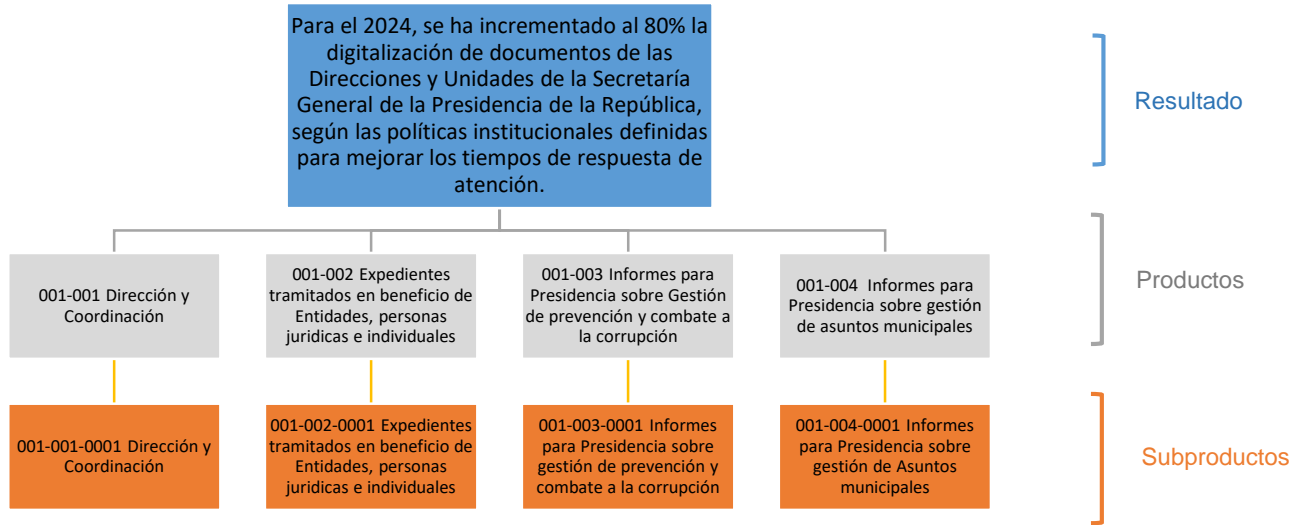 Para el 2024, se ha incrementado al 80% la
digitalización de documentos de las
Direcciones y Unidades de la Secretaría
General de la Presidencia de la República,
según las políticas institucionales definidas
para mejorar los tiempos de respuesta de
atención.
Resultado
001-001 Dirección y
Coordinación
001-002 Expedientes
tramitados en beneficio de
Entidades, personas
juridicas e individuales
001-003 Informes para
Presidencia sobre Gestión
de prevención y combate a
la corrupción
001-004 Informes para
Presidencia sobre gestión
de asuntos municipales
Productos
001-001-0001 Dirección y
Coordinación
001-002-0001 Expedientes
tramitados en beneficio de
Entidades, personas
juridicas e individuales
001-003-0001 Informes
para Presidencia sobre
gestión de prevención y
combate a la corrupción
001-004-0001 Informes
para Presidencia sobre
gestión de Asuntos
municipales
Subproductos